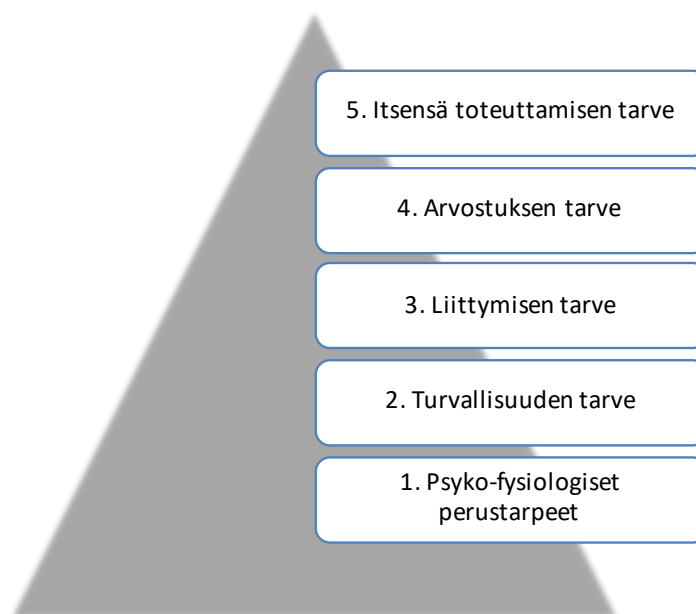 5. Itsensä toteuttamisen tarve
4. Arvostuksen tarve
3. Liittymisen tarve
2. Turvallisuuden tarve
1. Psyko-fysiologiset
perustarpeet